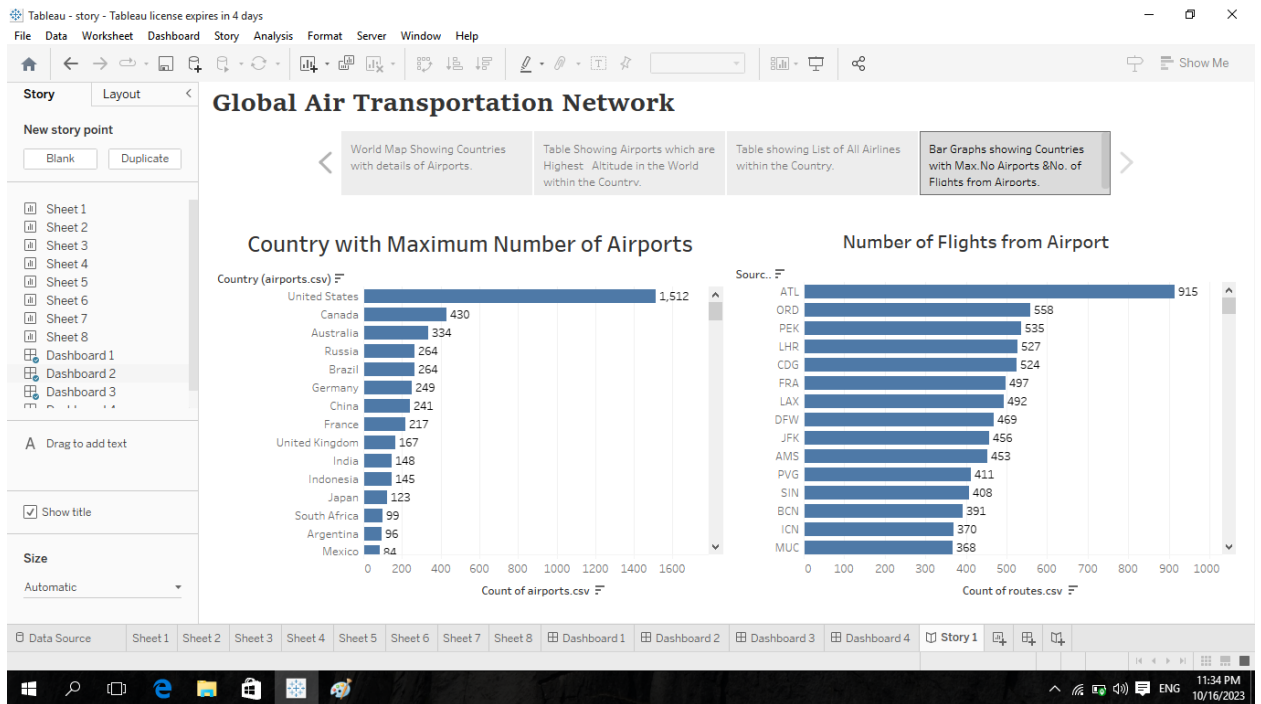 Tableau - story - Tableau license expires in 4 days
File Data Worksheet Dashboard Story Analysis Format Server Window Help
Show Me
Story Layout
New story point
Blank Duplicate
Sheet 1
Sheet 2
Sheet 3
Sheet 4
Sheet 5
Sheet 6
Sheet 7
Sheet 8
Dashboard 1
Dashboard 2
Dashboard 3
A Drag to add text
Show title
Size
Automatic
Global Air Transportation Network
World Map Showing Countries
with details of Airports.
Table Showing Airports which are
Highest Altitude in the World
within the Country.
Table showing List of All Airlines
within the Country.
Bar Graphs showing Countries
with Max.No Airports &No. of
Flights from Airports.
Country with Maximum Number of Airports
Country (airports.csv)
United States 1,512
Canada 430
Australia 334
Russia 264
Brazil 264
Germany 249
China 241
France 217
United Kingdom 167
India 148
Indonesia 145
Japan 123
South Africa 99
Argentina 96
Mexico 84
0 200 400 600 800 1000 1200 1400 1600
Count of airports.csv
Number of Flights from Airport
Sourc..
ATL 915
ORD 558
PEK 535
LHR 527
CDG 524
FRA 497
LAX 492
DFW 469
JFK 456
AMS 453
PVG 411
SIN 408
BCN 391
ICN 370
MUC 368
0 100 200 300 400 500 600 700 800 900 1000
Count of routes.csv
Data Source Sheet 1 Sheet 2 Sheet 3 Sheet 4 Sheet 5 Sheet 6 Sheet 7 Sheet 8 Dashboard 1 Dashboard 2 Dashboard 3 Dashboard 4 Story 1
ENG
11:34 PM
10/16/2023